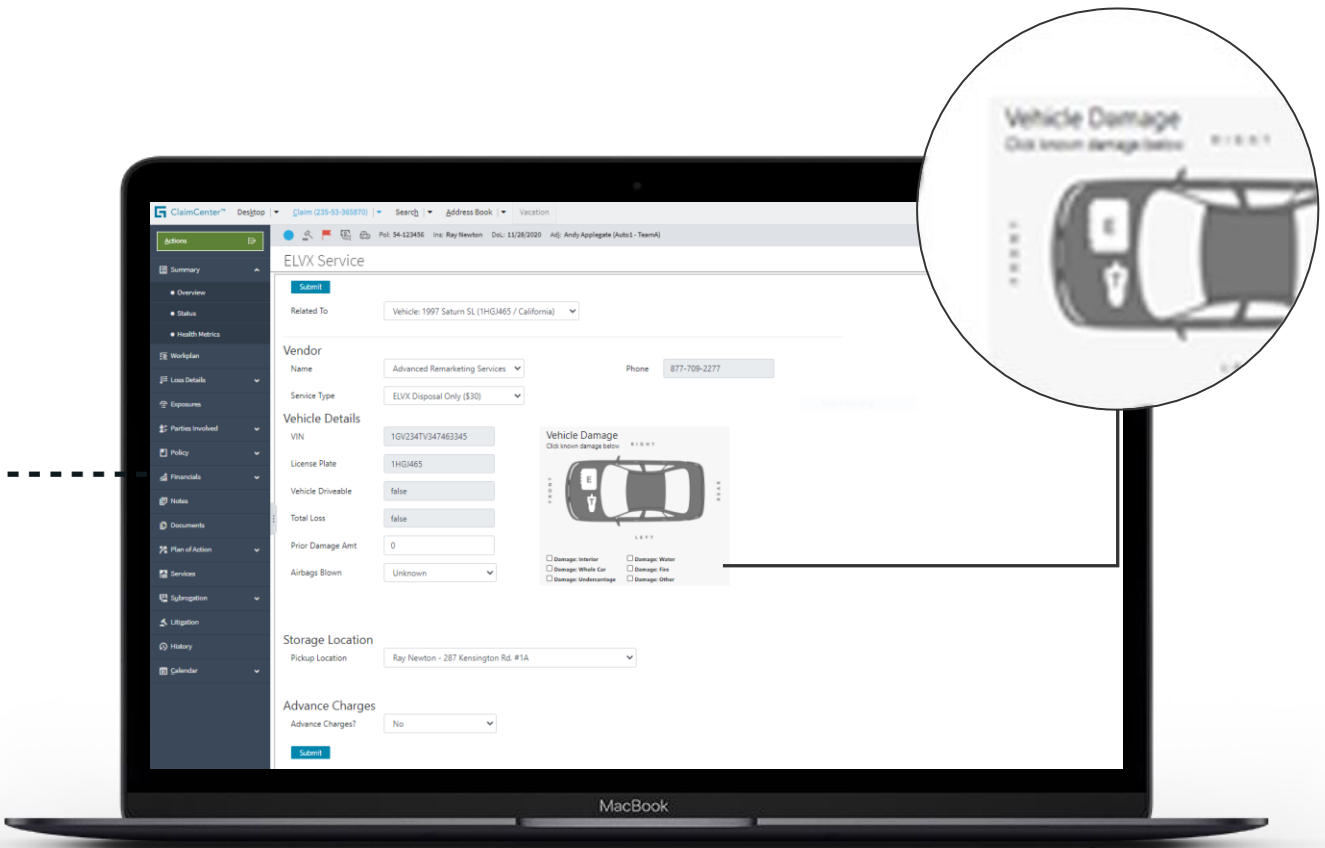 Vehicle Damage
Click known damage below
RIGHT
FRONT
E
T
ClaimCenter™ Desktop Claim (235-53-365870) Search Address Book Vacation
Actions
Pol: 54-123456 Ins: Ray Newton DoL: 11/28/2020 Adj: Andy Applegate (Auto1 - TeamA)
ELVX Service
Submit
Related To Vehicle: 1997 Saturn SL (1HGJ465 / California)
Vendor
Name Advanced Remarketing Services Phone 877-709-2277
Service Type ELVX Disposal Only ($30)
Vehicle Details
VIN 1GV234TV347463345
License Plate 1HGJ465
Vehicle Driveable false
Total Loss false
Prior Damage Amt 0
Airbags Blown Unknown
Vehicle Damage
Click known damage below
RIGHT
FRONT
E
T
REAR
LEFT
Damage: Interior Damage: Water
Damage: Whole Car Damage: Fire
Damage: Undercarriage Damage: Other
Storage Location
Pickup Location Ray Newton - 287 Kensington Rd. #1A
Advance Charges
Advance Charges? No
Submit
Summary
Overview
Status
Health Metrics
Workplan
Loss Details
Exposures
Parties Involved
Policy
Financials
Notes
Documents
Plan of Action
Services
Subrogation
Litigation
History
Calendar
MacBook